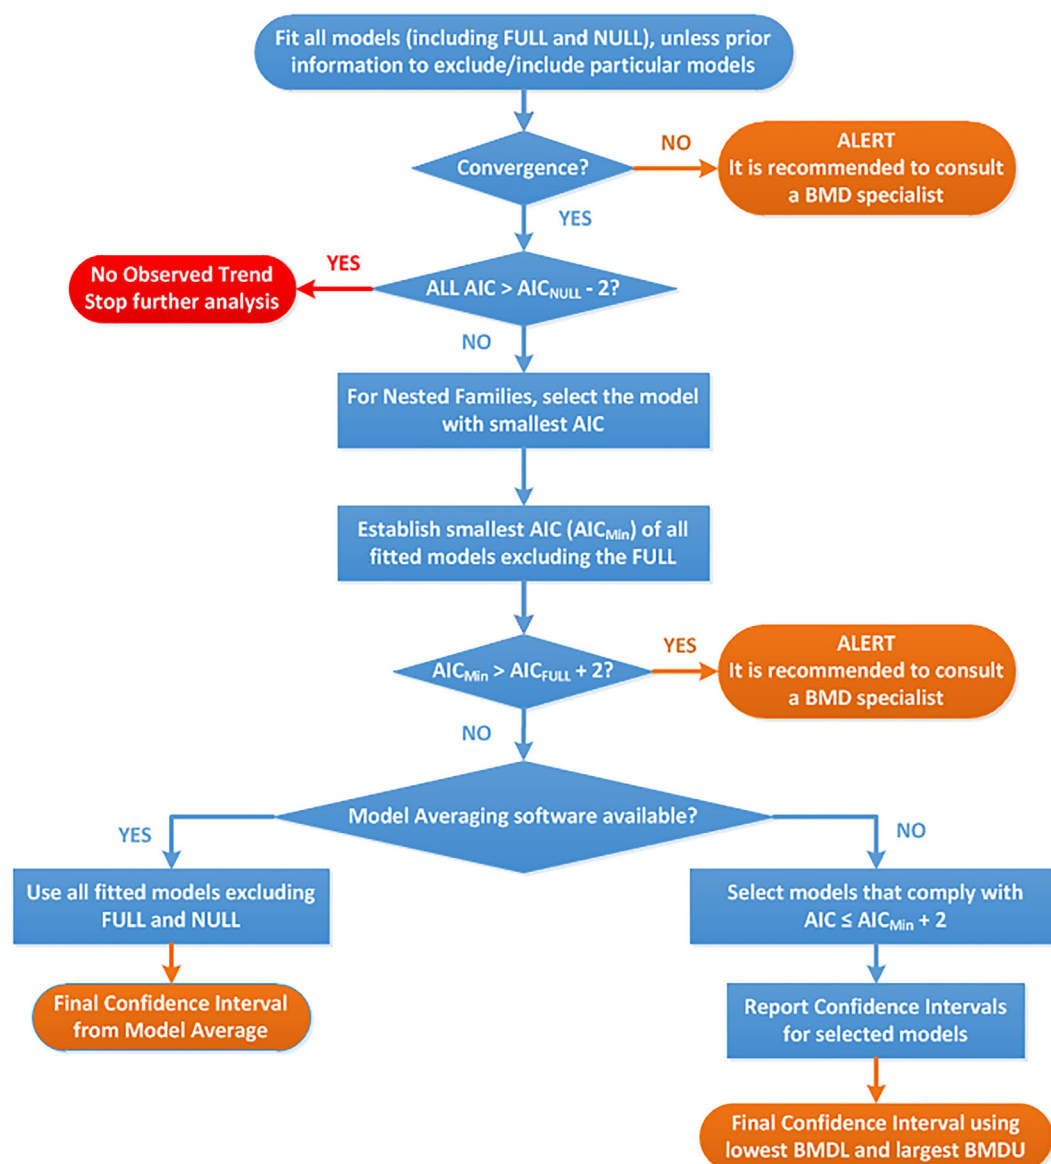 Fit all models (including FULL and NULL), unless prior
information to exclude/include particular models
Convergence?
NO
ALERT
It is recommended to consult
a BMD specialist
YES
ALL AIC > AICNULL - 2?
YES
No Observed Trend
Stop further analysis
NO
For Nested Families, select the model
with smallest AIC
Establish smallest AIC (AICMin) of all
fitted models excluding the FULL
AICMin > AICFULL + 2?
YES
ALERT
It is recommended to consult
a BMD specialist
NO
Model Averaging software available?
YES
Use all fitted models excluding
FULL and NULL
Final Confidence Interval
from Model Average
NO
Select models that comply with
AIC ≤ AICMin + 2
Report Confidence Intervals
for selected models
Final Confidence Interval using
lowest BMDL and largest BMDU